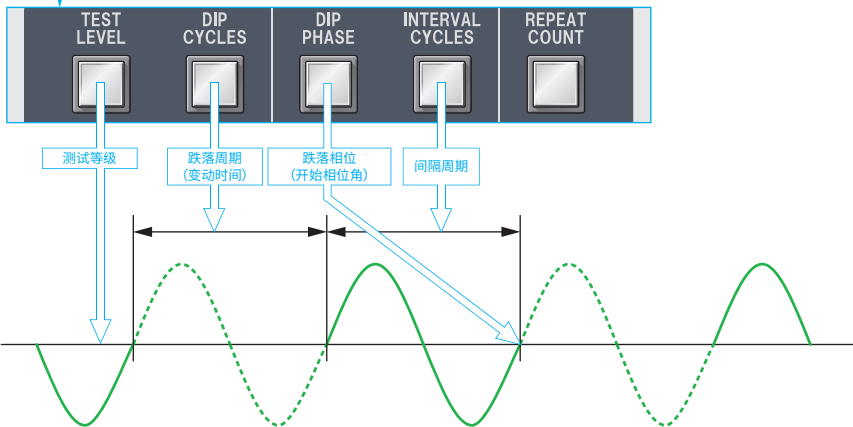 TEST
LEVEL
DIP
CYCLES
DIP
PHASE
INTERVAL
CYCLES
REPEAT
COUNT
测试等级
跌落周期
（变动时间）
跌落相位
（开始相位角）
间隔周期